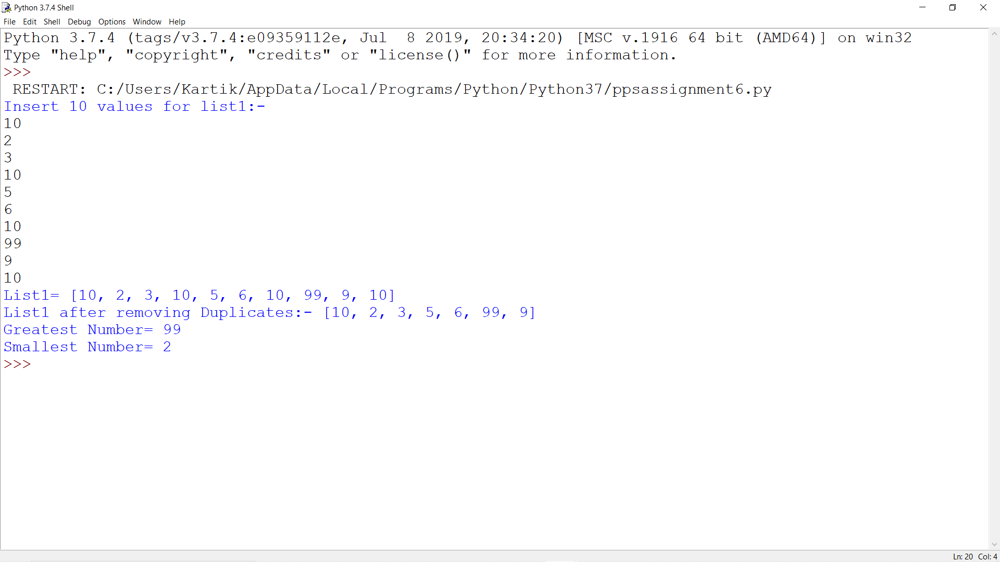 Python 3.7.4 Shell
File Edit Shell Debug Options Window Help
Python 3.7.4 (tags/v3.7.4:e09359112e, Jul  8 2019, 20:34:20) [MSC v.1916 64 bit (AMD64)] on win32
Type "help", "copyright", "credits" or "license()" for more information.
>>>
 RESTART: C:/Users/Kartik/AppData/Local/Programs/Python/Python37/ppsassignment6.py
Insert 10 values for list1:-
10
2
3
10
5
6
10
99
9
10
List1= [10, 2, 3, 10, 5, 6, 10, 99, 9, 10]
List1 after removing Duplicates:- [10, 2, 3, 5, 6, 99, 9]
Greatest Number= 99
Smallest Number= 2
>>>
Ln: 20 Col: 4